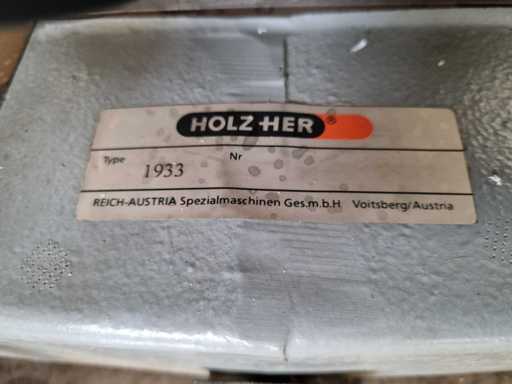 HOLZ-HER ®
Type 1933 Nr
REICH-AUSTRIA Spezialmaschinen Ges.m.b.H Voitsberg/Austria